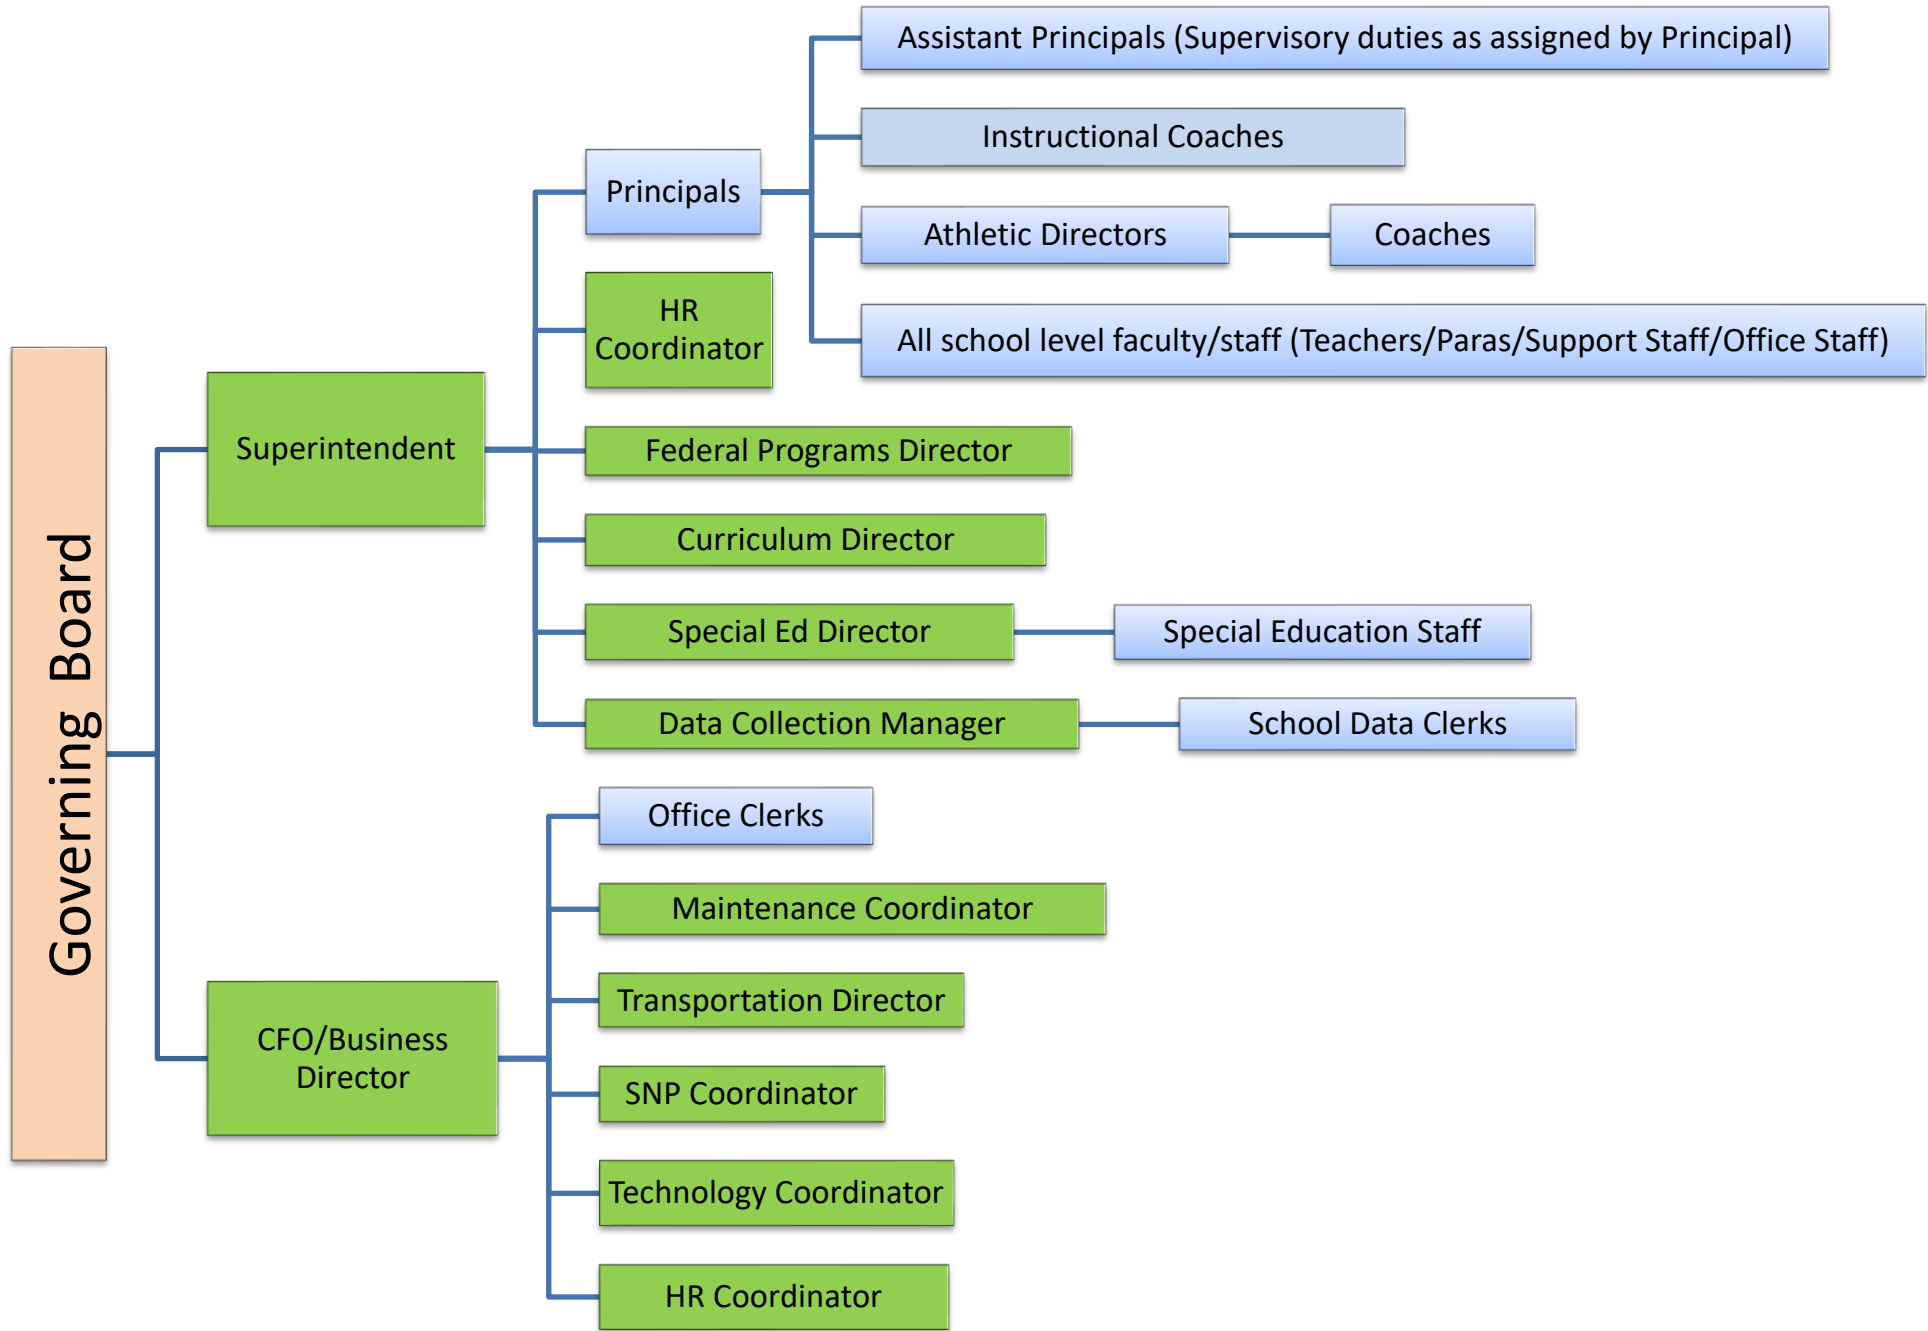 Governing Board
Superintendent
Principals
Assistant Principals (Supervisory duties as assigned by Principal)
Instructional Coaches
Athletic Directors
Coaches
All school level faculty/staff (Teachers/Paras/Support Staff/Office Staff)
HR
Coordinator
Federal Programs Director
Curriculum Director
Special Ed Director
Special Education Staff
Data Collection Manager
School Data Clerks
CFO/Business
Director
Office Clerks
Maintenance Coordinator
Transportation Director
SNP Coordinator
Technology Coordinator
HR Coordinator